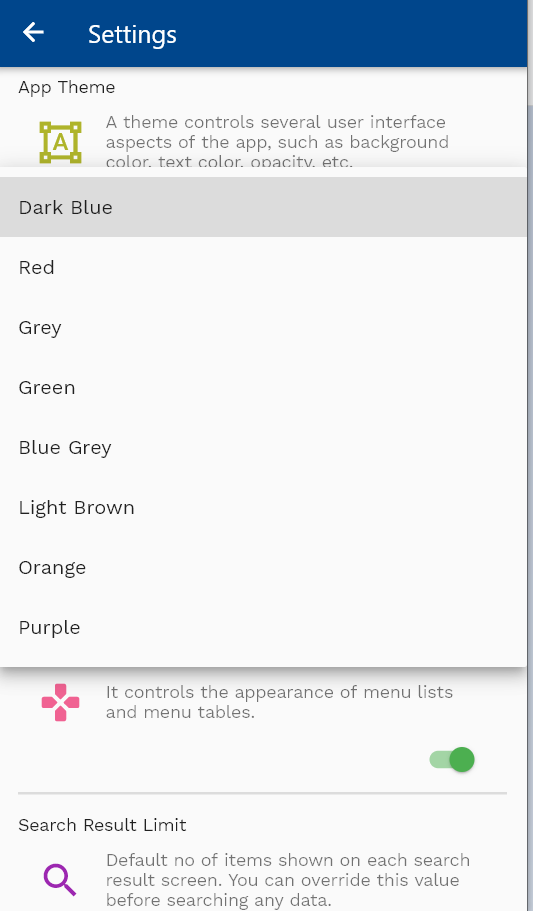 Settings
App Theme
A theme controls several user interface
aspects of the app, such as background
color, text color, opacity, etc.
Dark Blue
Red
Grey
Green
Blue Grey
Light Brown
Orange
Purple
It controls the appearance of menu lists
and menu tables.
Search Result Limit
Default no of items shown on each search
result screen. You can override this value
before searching any data.